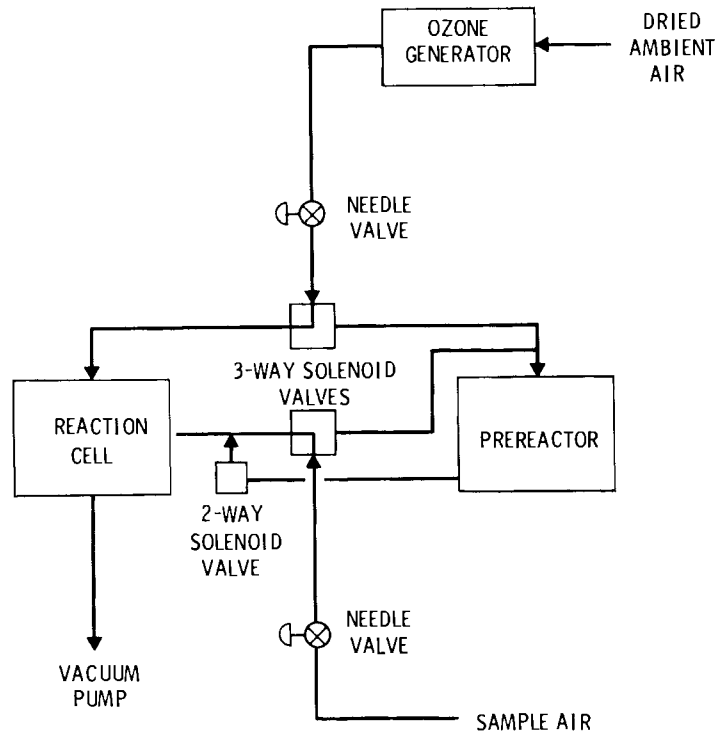 OZONE
GENERATOR
DRIED
AMBIENT
AIR
NEEDLE
VALVE
3-WAY SOLENOID
VALVES
REACTION
CELL
PREREACTOR
2-WAY
SOLENOID
VALVE
NEEDLE
VALVE
VACUUM
PUMP
SAMPLE AIR